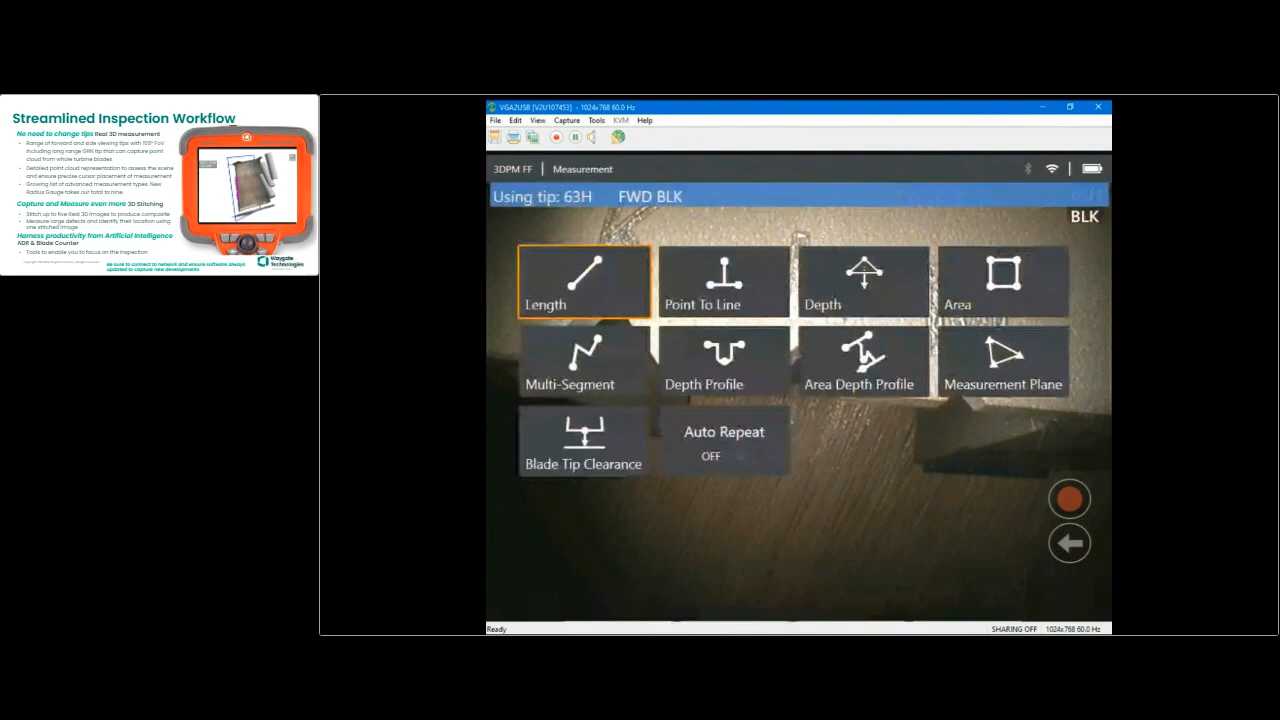 Streamlined Inspection Workflow
No need to change tips Real 3D measurement
• Range of forward and side viewing tips with 105° FoV
including long range GRN tip that can capture point
cloud from whole turbine blades
• Detailed point cloud representation to assess the scene
and ensure precise cursor placement of measurement
• Growing list of advanced measurement types. New
Radius Gauge takes our total to nine.
Capture and Measure even more 3D Stitching
• Stitch up to five Real 3D images to produce composite
• Measure large defects and identify their location using
one stitched image
Harness productivity from Artificial Intelligence
ADR & Blade Counter
• Tools to enable you to focus on the inspection
Be sure to connect to network and ensure software always
updated to capture new developments
Waygate
Technologies
VGA2USB [V2U107453] - 1024x768 60.0 Hz
File Edit View Capture Tools KVM Help
3DPM FF | Measurement
Using tip: 63H FWD BLK
BLK
Length
Point To Line
Depth
Area
Multi-Segment
Depth Profile
Area Depth Profile
Measurement Plane
Blade Tip Clearance
Auto Repeat
OFF
Ready
SHARING OFF
1024x768 60.0 Hz